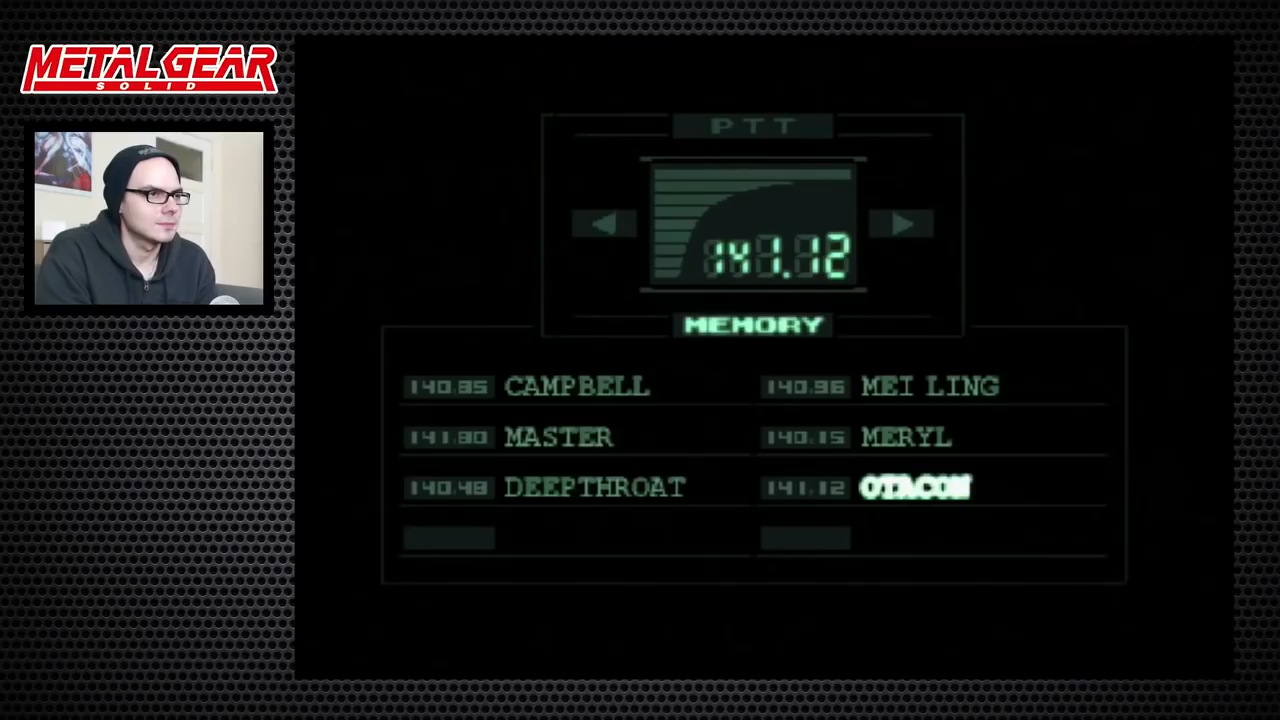 METAL GEAR
SOLID
PTT
141.12
MEMORY
140.85 CAMPBELL 140.96 MEI LING
141.80 MASTER 140.15 MERYL
140.48 DEEPTHROAT 141.12 OTACON